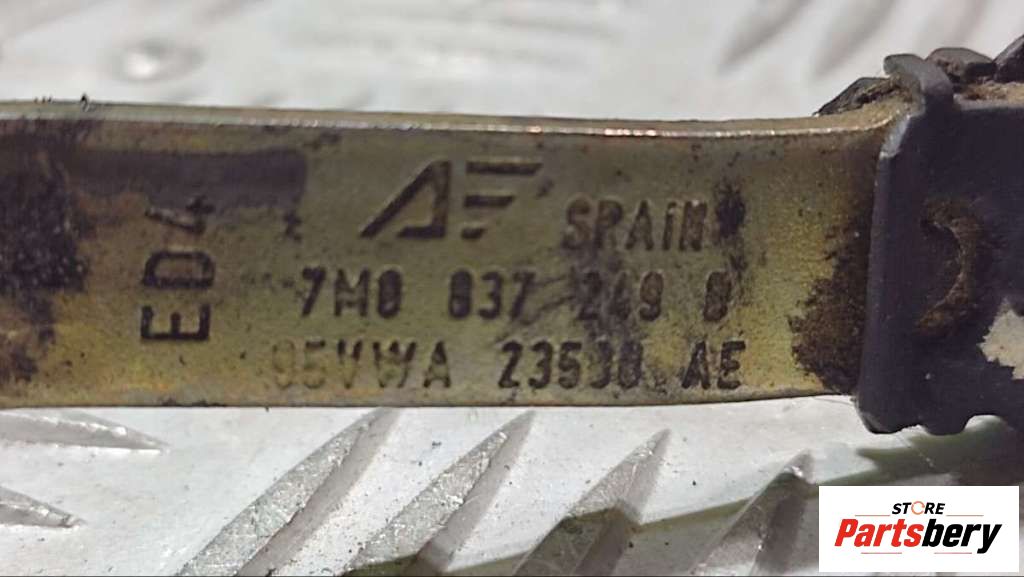 AF SPAIN
ED4
7M0 837 249 B
95VWA 23538 AE
STORE
Partsbery